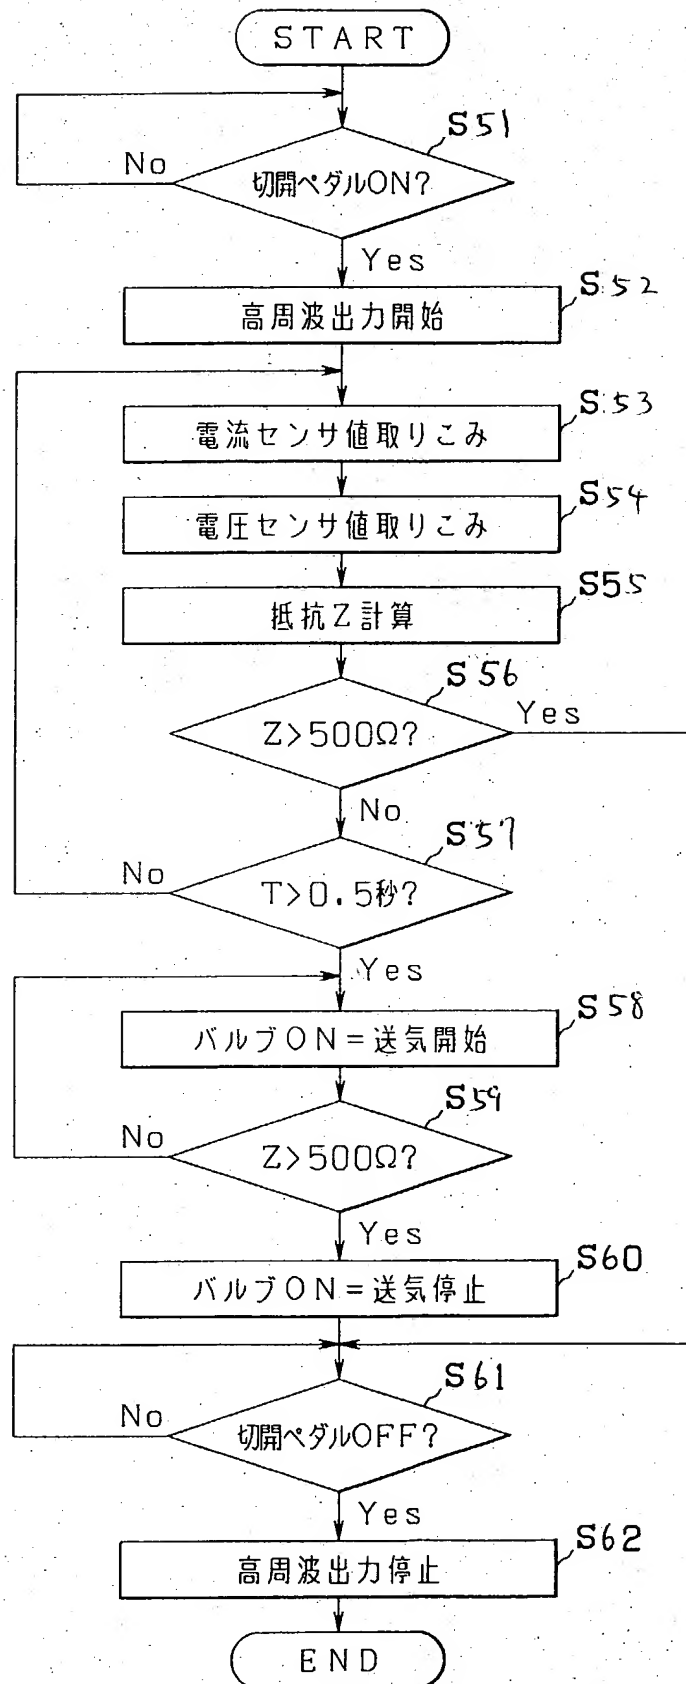 START
S51
切開ペダルON?
No
Yes
S52
高周波出力開始
S53
電流センサ値取りこみ
S54
電圧センサ値取りこみ
S55
抵抗Z計算
S56
Z>500Ω?
Yes
No
S57
T>0.5秒?
No
Yes
S58
バルブON=送気開始
S59
Z>500Ω?
No
Yes
S60
バルブON=送気停止
S61
切開ペダルOFF?
No
Yes
S62
高周波出力停止
END